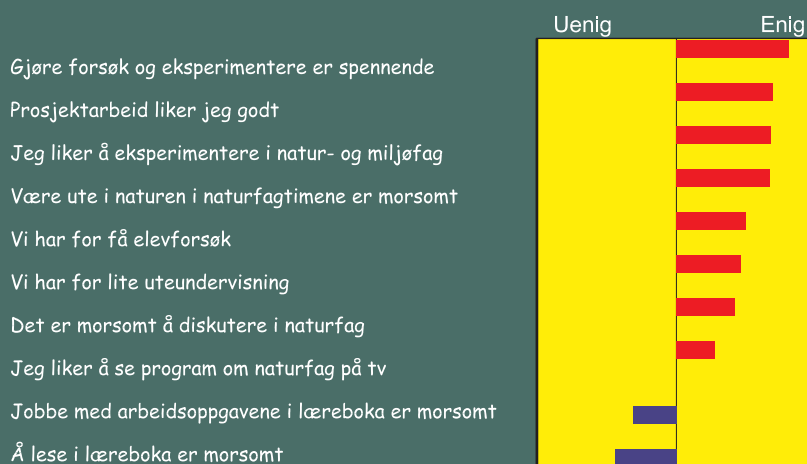 Uenig Enig
Gjøre forsøk og eksperimentere er spennende
Prosjektarbeid liker jeg godt
Jeg liker å eksperimentere i natur- og miljøfag
Være ute i naturen i naturfagtimene er morsomt
Vi har for få elevforsøk
Vi har for lite uteundervisning
Det er morsomt å diskutere i naturfag
Jeg liker å se program om naturfag på tv
Jobbe med arbeidsoppgavene i læreboka er morsomt
Å lese i læreboka er morsomt